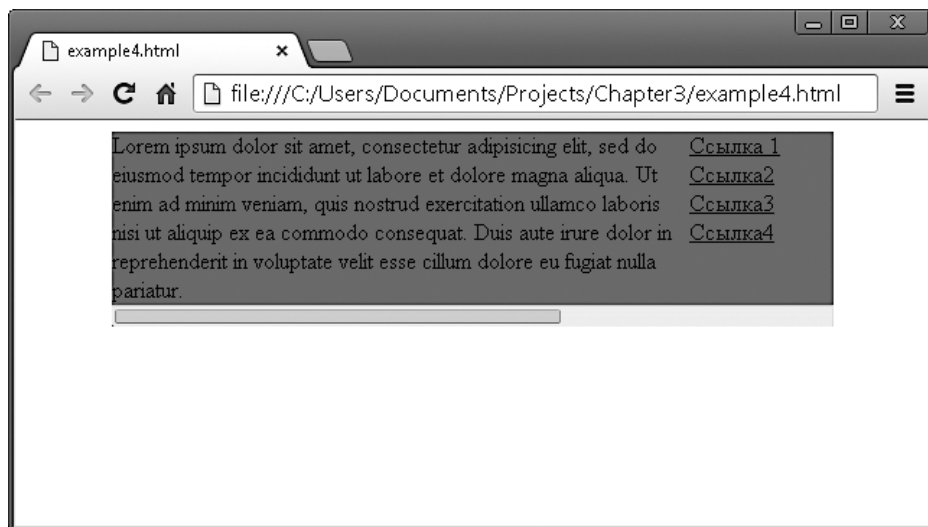 example4.html
file:///C:/Users/Documents/Projects/Chapter3/example4.html
Lorem ipsum dolor sit amet, consectetur adipisicing elit, sed do
eiusmod tempor incididunt ut labore et dolore magna aliqua. Ut
enim ad minim veniam, quis nostrud exercitation ullamco laboris
nisi ut aliquip ex ea commodo consequat. Duis aute irure dolor in
reprehenderit in voluptate velit esse cillum dolore eu fugiat nulla
pariatur.
Ссылка 1
Ссылка2
Ссылка3
Ссылка4